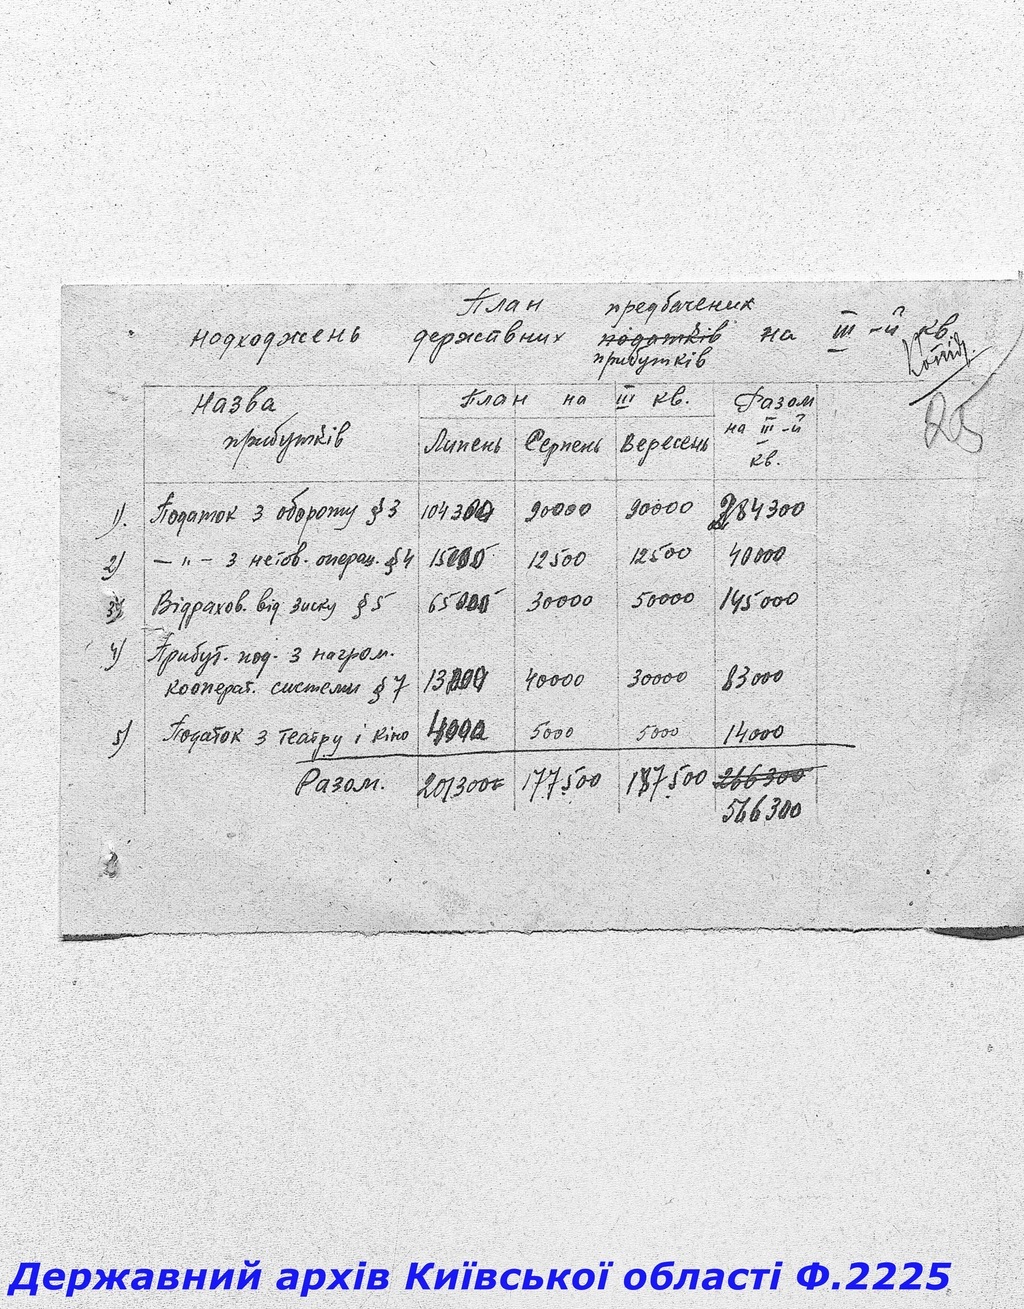 План предбачених
надходжень державних податків на III-й кв.
прибутків
25
Назва прибутків План на III кв. Разом на III-й кв.
Липень Серпень Вересень
1). Податок з обороту §3 104300 90000 90000 284300
2) — " — з нетов. операц. §4 15000 12500 12500 40000
3) Відрахов. від зиску §5 65000 30000 50000 145000
4) Прибут. под. з нагром.
кооперат. системи §7 13000 40000 30000 83000
5) Податок з театру і кіно 4000 5000 5000 14000
Разом. 201300 177500 187500 266300
566300
Державний архів Київської області Ф.2225